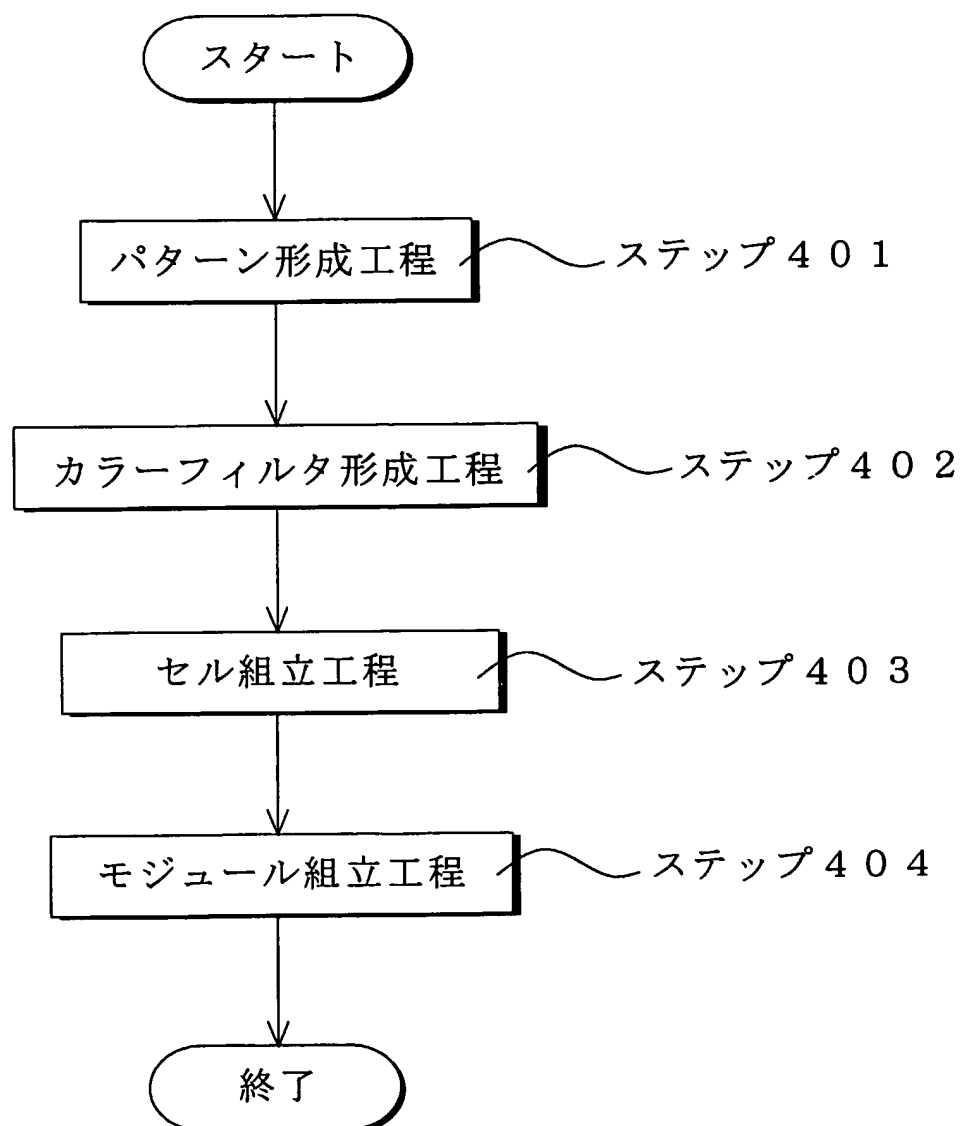 スタート
パターン形成工程
ステップ４０１
カラーフィルタ形成工程
ステップ４０２
セル組立工程
ステップ４０３
モジュール組立工程
ステップ４０４
終了